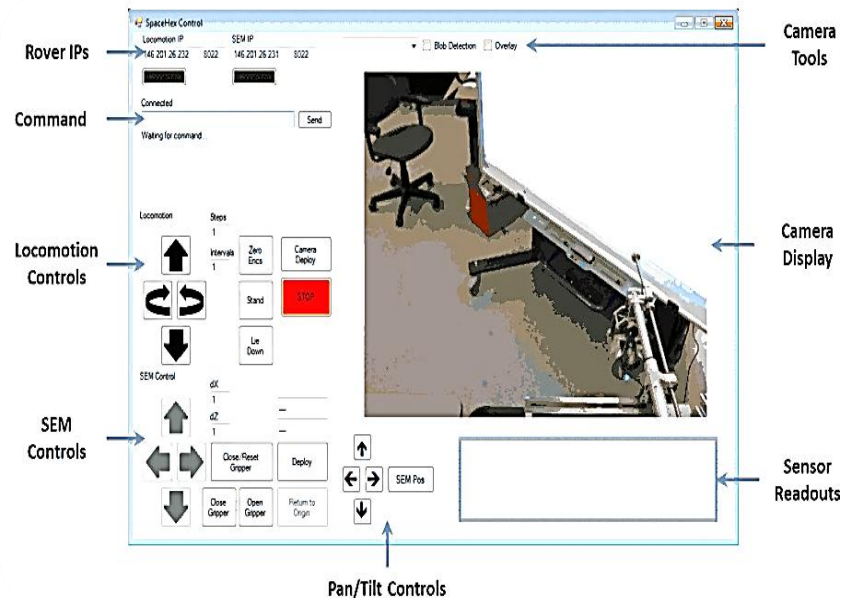 SpaceHex Control
Rover IPs
Locomotion IP
SEM IP
146 201 26 232 8022 146 201 26 231 8022
Blob Detection
Overlay
Camera Tools
Connected
Command
Send
Waiting for command
Locomotion
Steps
1
Intervals
1
Zero Encs
Camera Deploy
Locomotion Controls
Stand
STOP
Lie Down
Camera Display
SEM Control
dX
1
dZ
1
SEM Controls
Close/Reset Gripper
Deploy
Close Gripper
Open Gripper
Return to Origin
SEM Pos
Sensor Readouts
Pan/Tilt Controls